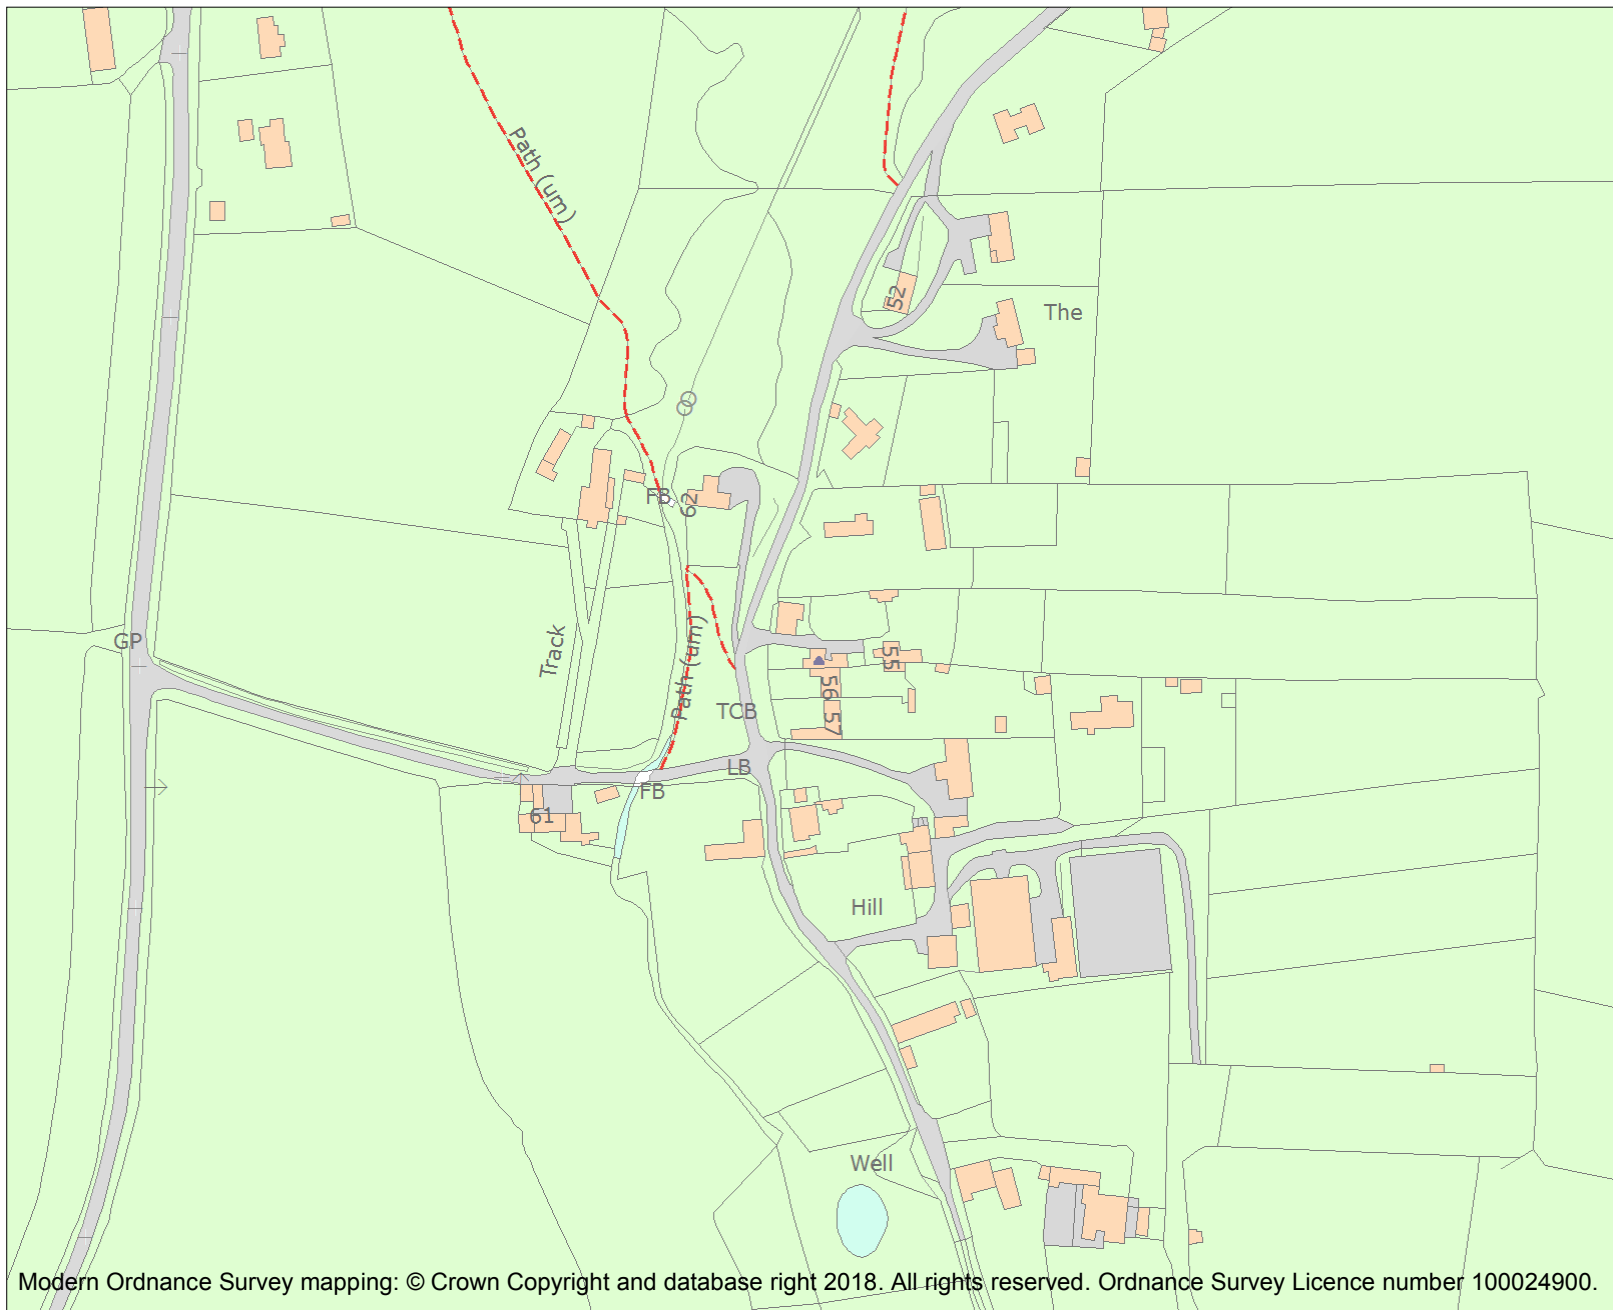 Path (um)
52
The
FB
62
GP
Track
Path (um)
55
56
57
TCB
LB
FB
61
Hill
Well
Modern Ordnance Survey mapping: © Crown Copyright and database right 2018. All rights reserved. Ordnance Survey Licence number 100024900.